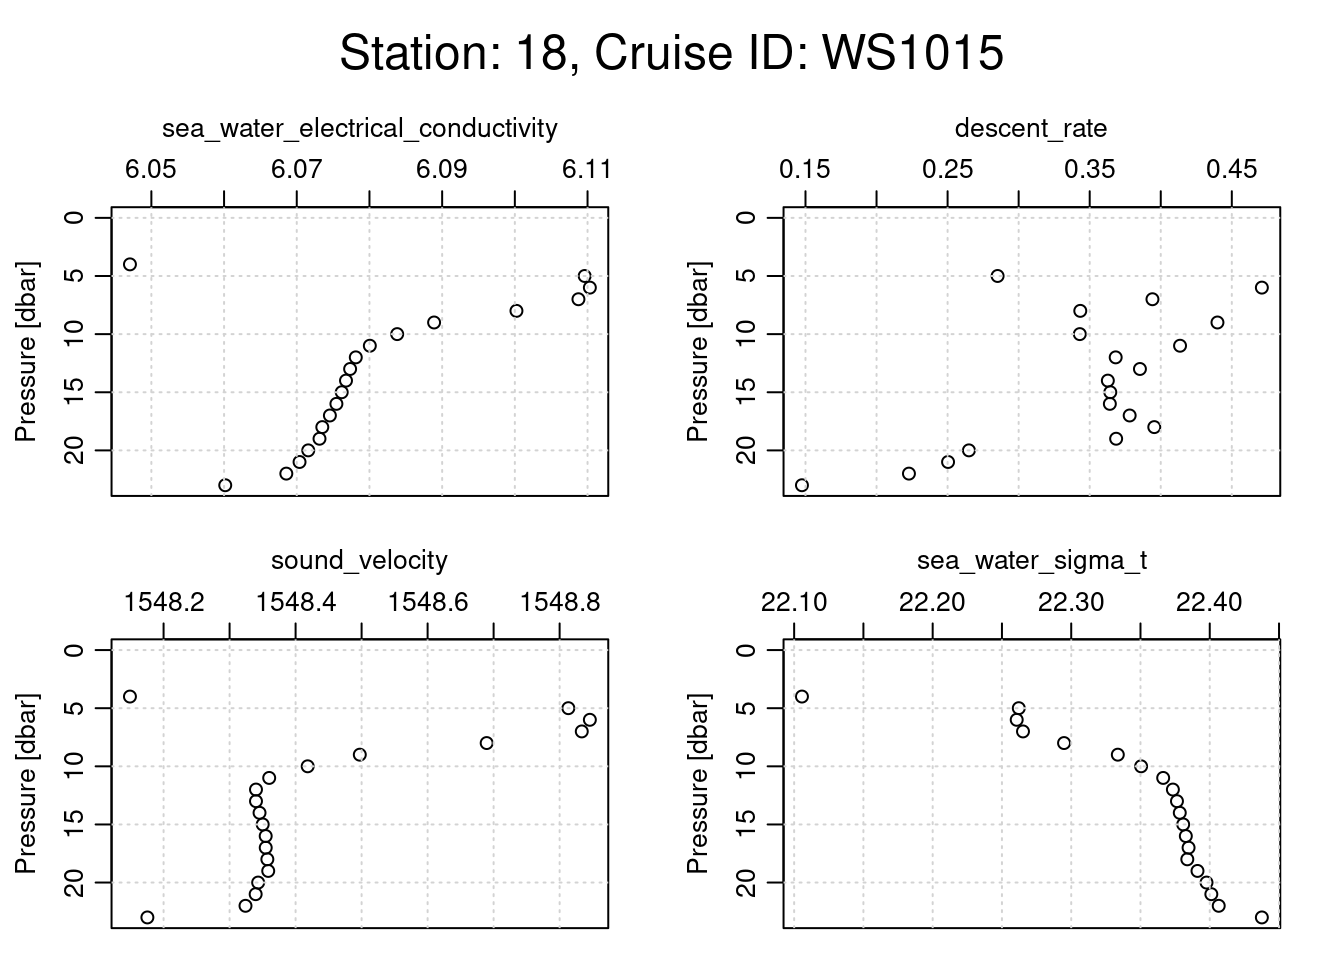 Station: 18, Cruise ID: WS1015
sea_water_electrical_conductivity
6.05 6.07 6.09 6.11
Pressure [dbar]
0
5
10
15
20
descent_rate
0.15 0.25 0.35 0.45
Pressure [dbar]
0
5
10
15
20
sound_velocity
1548.2 1548.4 1548.6 1548.8
Pressure [dbar]
0
5
10
15
20
sea_water_sigma_t
22.10 22.20 22.30 22.40
Pressure [dbar]
0
5
10
15
20